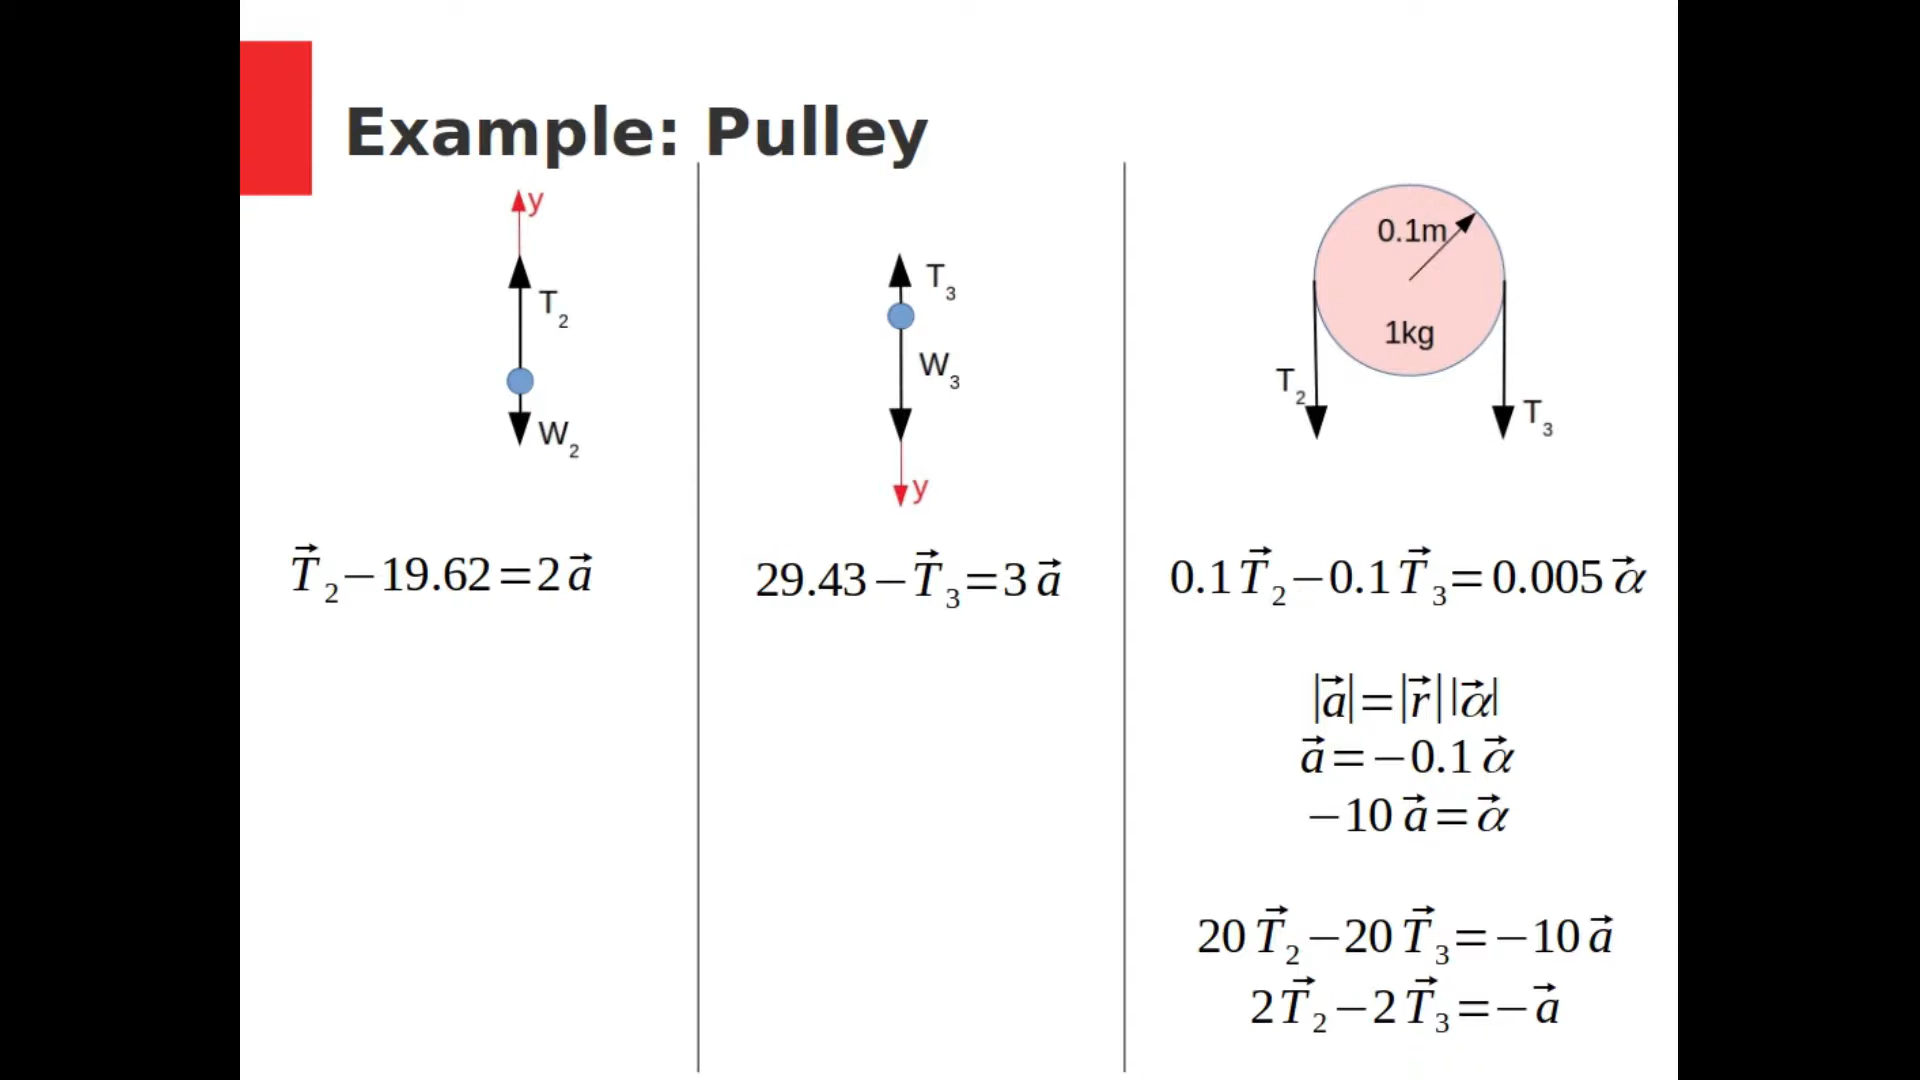 Example: Pulley
y
T₂
W₂
T⃗₂−19.62=2a⃗
T₃
W₃
y
29.43−T⃗₃=3a⃗
0.1m
1kg
T₂
T₃
0.1T⃗₂−0.1T⃗₃=0.005α⃗
|a⃗|=|r⃗||α⃗|
a⃗=−0.1α⃗
−10a⃗=α⃗
20T⃗₂−20T⃗₃=−10a⃗
2T⃗₂−2T⃗₃=−a⃗